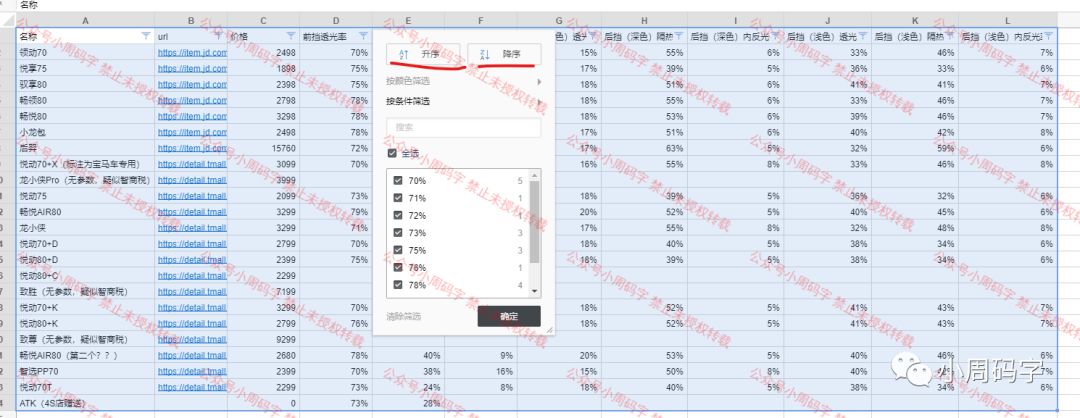 名称
A B C D E F G H I J K L
名称 url 价格 前挡透光率 后挡（深色）隔热 后挡（深色）内反光 后挡（浅色）透光 后挡（浅色）隔热 后挡（浅色）内反光
升序 降序
按颜色筛选
按条件筛选
搜索
全选
70% 5
71% 1
72% 1
73% 3
75% 3
76% 1
78% 4
清除筛选 确定
领动70 https://item.jd.com 2498 70% 15% 55% 6% 33% 46% 7%
悦享75 https://item.jd.com 1898 75% 17% 39% 5% 36% 33% 6%
驭享80 https://item.jd.com 2398 75% 18% 51% 6% 41% 41% 7%
畅领80 https://item.jd.com 2798 78% 18% 55% 6% 33% 46% 7%
畅悦80 https://item.jd.com 3298 78% 18% 53% 6% 39% 46% 7%
小龙包 https://item.jd.com 2498 78% 17% 51% 6% 40% 42% 8%
后羿 https://item.jd.com 15760 72% 17% 63% 5% 32% 59% 6%
悦动70+X（标注为宝马车专用） https://detail.tmall. 3099 70% 16% 55% 8% 33% 46% 8%
龙小侠Pro（无参数，疑似智商税） https://detail.tmall. 3999
悦动75 https://detail.tmall. 2099 73% 18% 39% 5% 36% 32% 6%
畅悦AIR80 https://detail.tmall. 3299 79% 20% 52% 5% 40% 45% 6%
龙小侠 https://detail.tmall. 3299 71% 17% 55% 8% 32% 48% 8%
悦动70+D https://detail.tmall. 2799 70% 18% 40% 5% 38% 34% 6%
悦动80+D https://detail.tmall. 2399 75% 18% 39% 5% 38% 34% 6%
悦动80+C https://detail.tmall. 2299
致胜（无参数，疑似智商税） https://detail.tmall. 7199
悦动70+K https://detail.tmall. 3299 70% 18% 52% 5% 41% 43% 7%
悦动80+K https://detail.tmall. 2799 76% 18% 52% 5% 41% 43% 7%
致尊（无参数，疑似智商税） https://detail.tmall. 9299
畅悦AIR80（第二个？？） https://detail.tmall. 2680 78% 40% 9% 20% 53% 5% 40% 46% 6%
智选PP70 https://detail.tmall. 2399 70% 38% 16% 15% 50% 8% 40% 42% 8%
悦动70T https://detail.tmall. 2299 73% 24% 8% 18% 40% 5% 38% 34% 6%
ATK（4S店赠送） 0 73% 28%
公众号小周码字 禁止未授权转载
小周码字